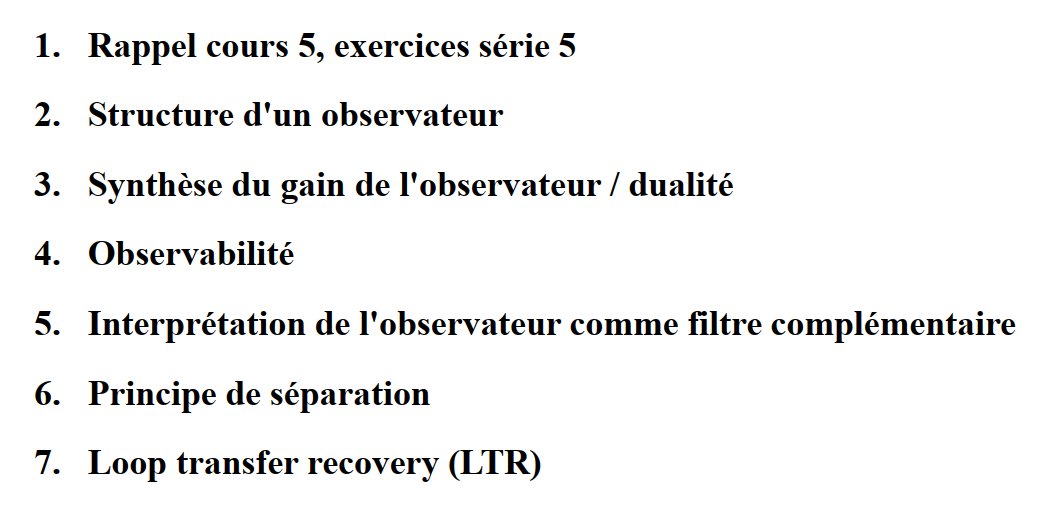 1. Rappel cours 5, exercices série 5
2. Structure d'un observateur
3. Synthèse du gain de l'observateur / dualité
4. Observabilité
5. Interprétation de l'observateur comme filtre complémentaire
6. Principe de séparation
7. Loop transfer recovery (LTR)